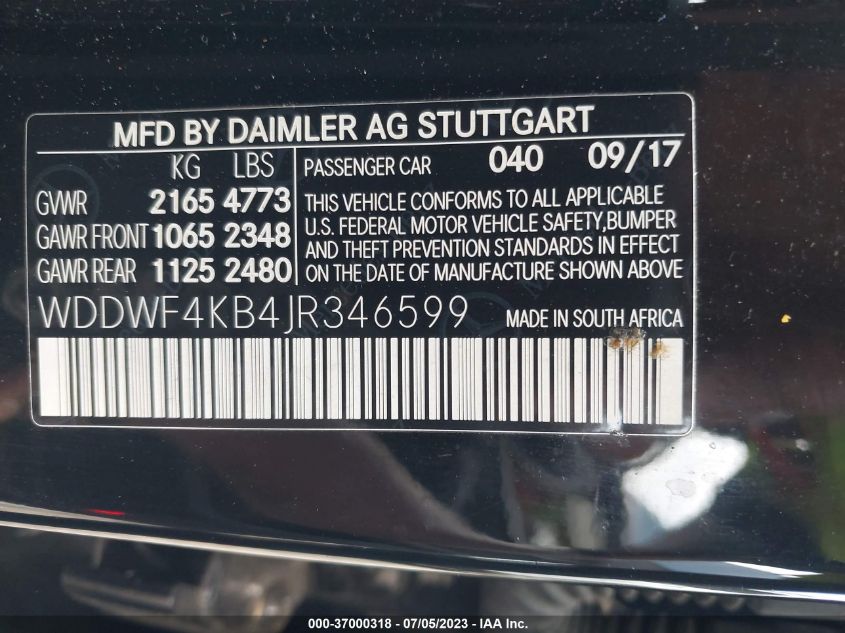 MFD BY DAIMLER AG STUTTGART
KG LBS
GVWR 2165 4773
GAWR FRONT 1065 2348
GAWR REAR 1125 2480
PASSENGER CAR 040 09/17
THIS VEHICLE CONFORMS TO ALL APPLICABLE
U.S. FEDERAL MOTOR VEHICLE SAFETY,BUMPER
AND THEFT PREVENTION STANDARDS IN EFFECT
ON THE DATE OF MANUFACTURE SHOWN ABOVE
WDDWF4KB4JR346599 MADE IN SOUTH AFRICA
000-37000318 - 07/05/2023 - IAA Inc.